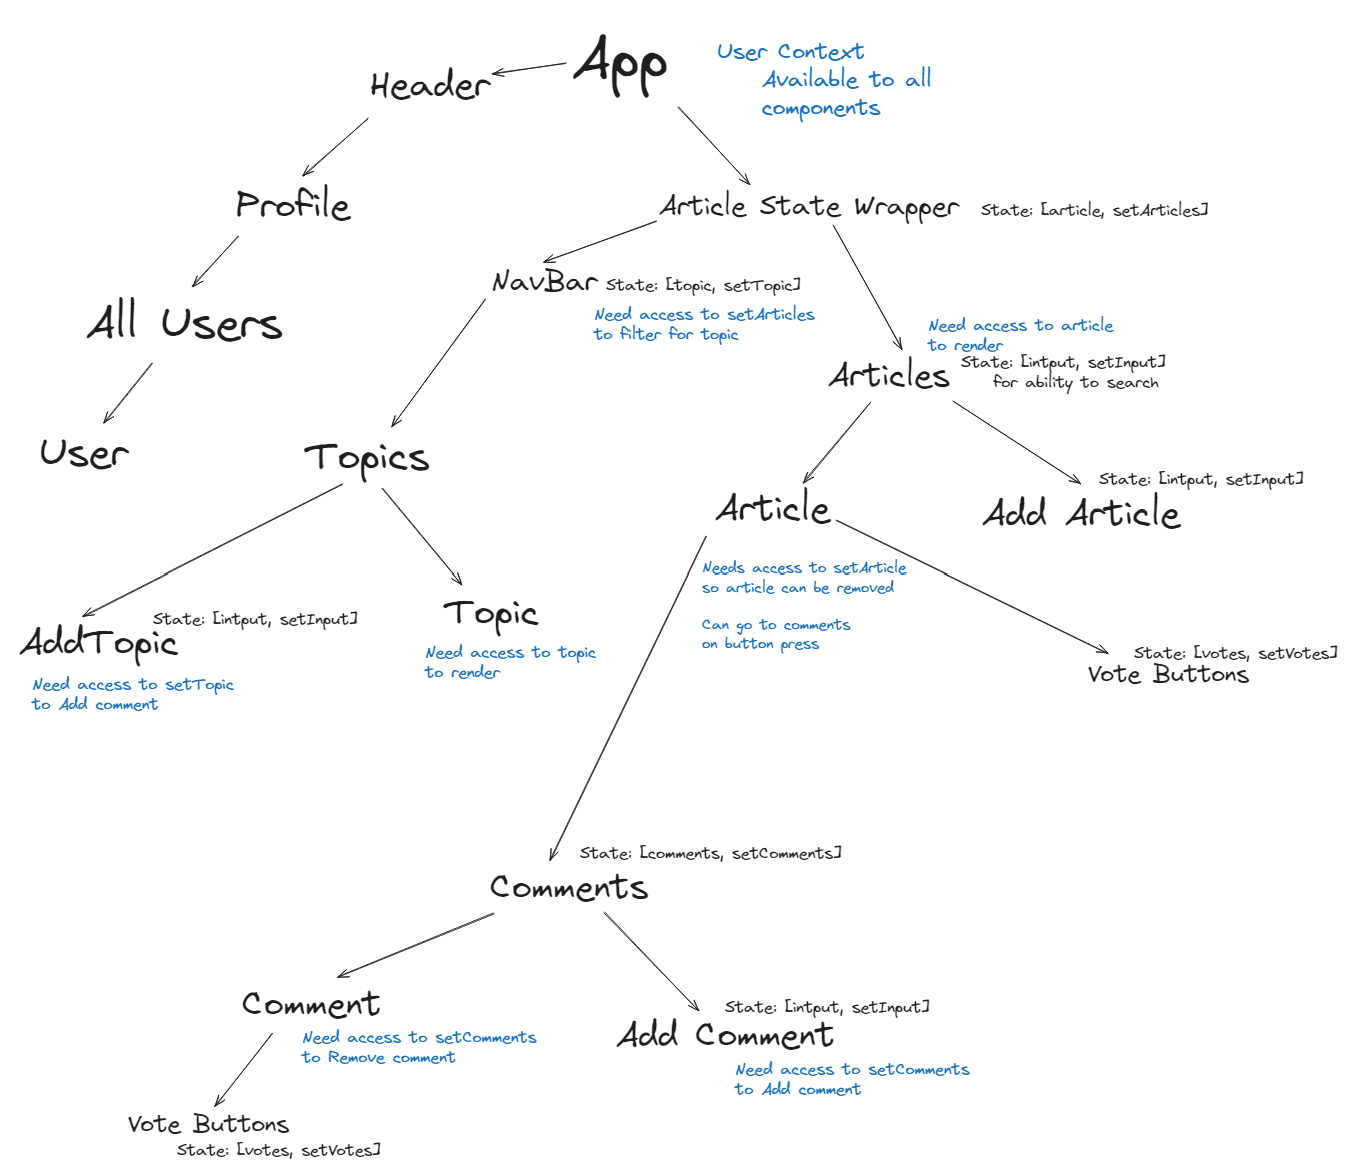 App
User Context
Available to all
components
Header
Profile
Article State Wrapper
State: [article, setArticles]
NavBar
State: [topic, setTopic]
Need access to setArticles
to filter for topic
All Users
Need access to article
to render
Articles
State: [intput, setInput]
for ability to search
User
Topics
Article
State: [intput, setInput]
Add Article
Needs access to setArticle
so article can be removed
Can go to comments
on button press
State: [intput, setInput]
AddTopic
Need access to setTopic
to Add comment
Topic
Need access to topic
to render
State: [votes, setVotes]
Vote Buttons
State: [comments, setComments]
Comments
Comment
Need access to setComments
to Remove comment
State: [intput, setInput]
Add Comment
Need access to setComments
to Add comment
Vote Buttons
State: [votes, setVotes]